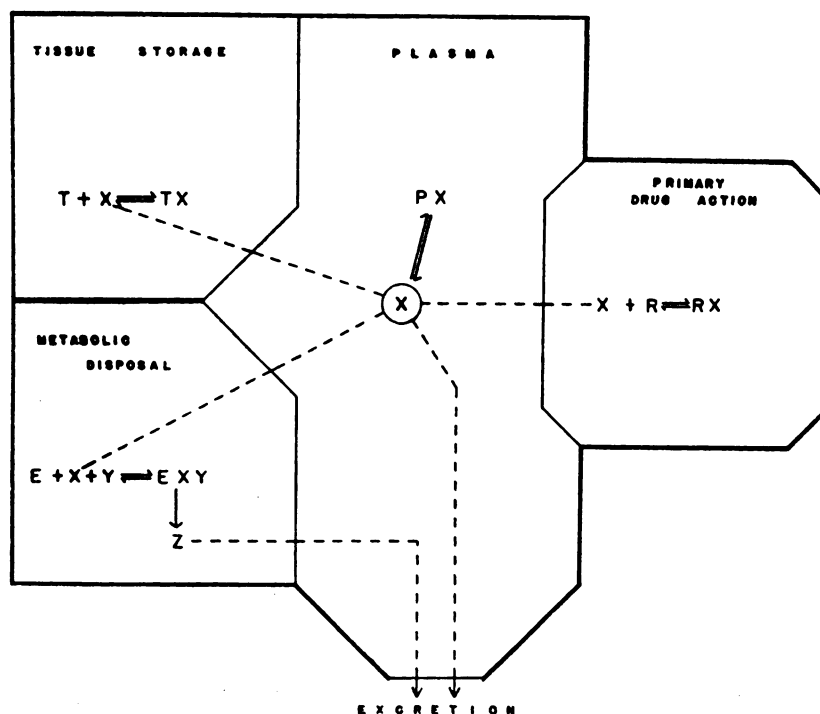 TISSUE STORAGE
PLASMA
PRIMARY
DRUG ACTION
T + X ⇌ TX
PX
X
X + R ⇌ RX
METABOLIC
DISPOSAL
E + X + Y ⇌ EXY
Z
EXCRETION